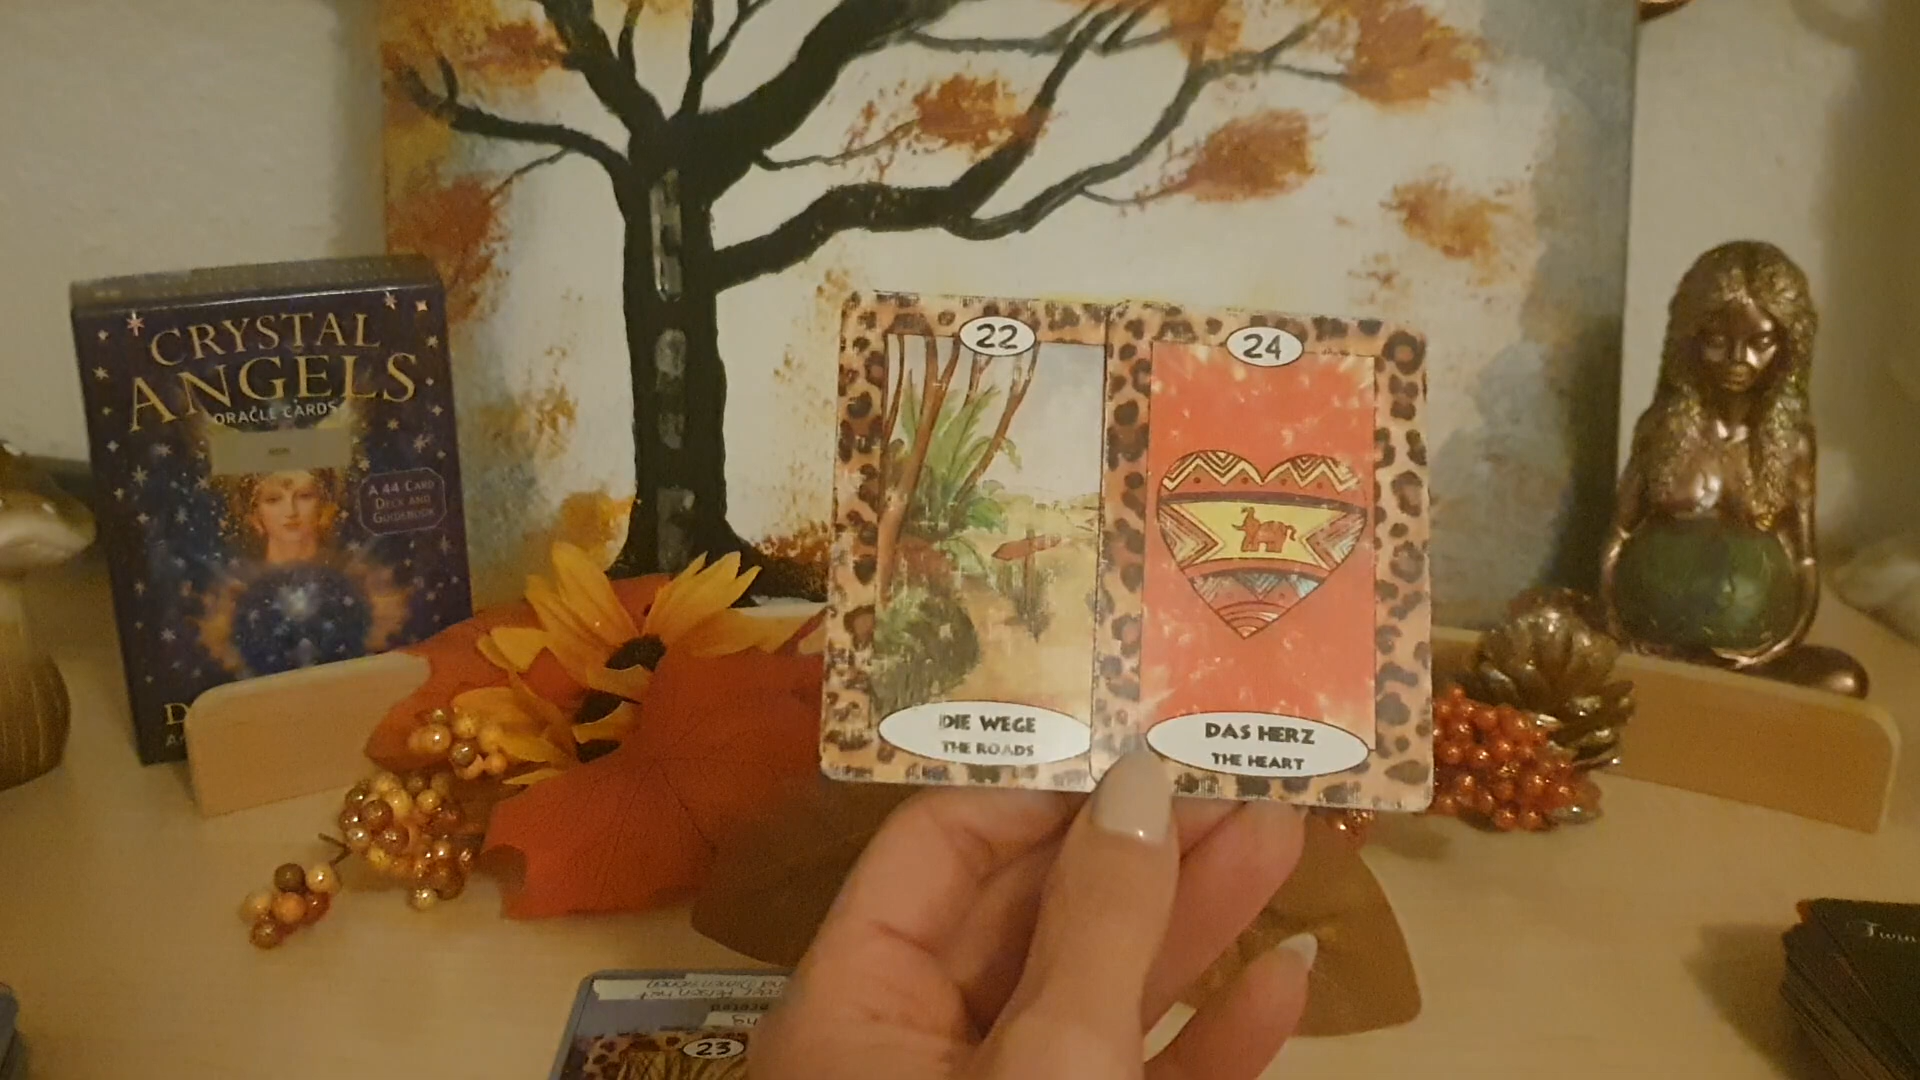 CRYSTAL
ANGELS
ORACLE CARDS
A 44 CARD
DECK AND
GUIDEBOOK
22
DIE WEGE
THE ROADS
24
DAS HERZ
THE HEART
23
Twin